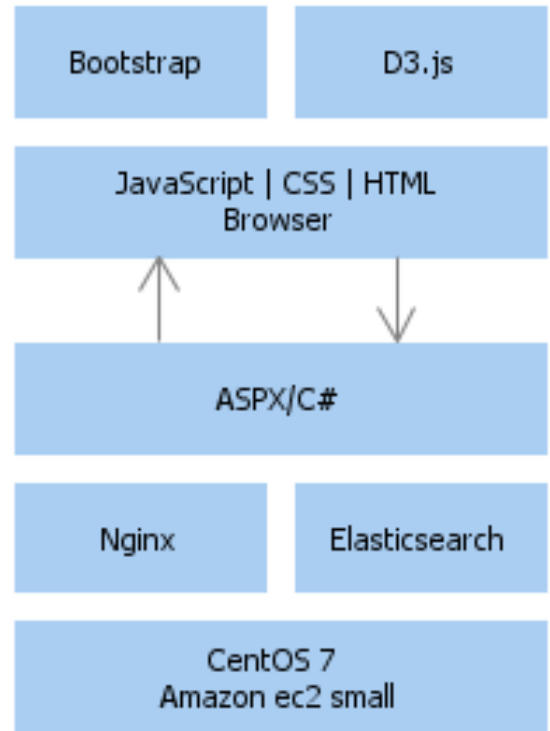 Bootstrap
D3.js
JavaScript | CSS | HTML
Browser
ASPX/C#
Nginx
Elasticsearch
CentOS 7
Amazon ec2 small